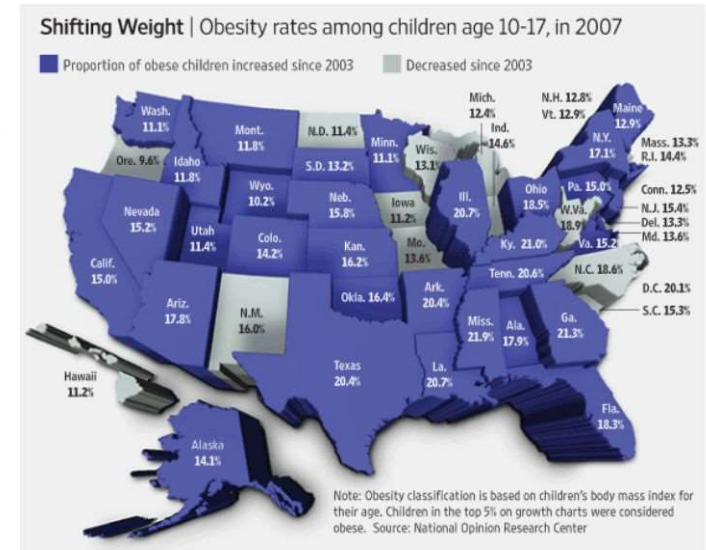 Shifting Weight | Obesity rates among children age 10-17, in 2007
Proportion of obese children increased since 2003
Decreased since 2003
Wash.
11.1%
Ore. 9.6%
Idaho
11.8%
Mont.
11.8%
N.D. 11.4%
S.D. 13.2%
Minn.
11.1%
Wis.
13.1%
Mich.
12.4%
Ind.
14.6%
N.H. 12.8%
Vt. 12.9%
Maine
12.9%
N.Y.
17.1%
Mass. 13.3%
R.I. 14.4%
Conn. 12.5%
N.J. 15.4%
Del. 13.3%
Md. 13.6%
D.C. 20.1%
S.C. 15.3%
Nevada
15.2%
Utah
11.4%
Wyo.
10.2%
Colo.
14.2%
Neb.
15.8%
Kan.
16.2%
Iowa
11.2%
Mo.
13.6%
Ill.
20.7%
Ohio
18.5%
Pa. 15.0%
W.Va.
18.9%
Va. 15.2
Ky. 21.0%
Tenn. 20.6%
N.C. 18.6%
Calif.
15.0%
Ariz.
17.8%
N.M.
16.0%
Okla. 16.4%
Ark.
20.4%
Miss.
21.9%
Ala.
17.9%
Ga.
21.3%
Texas
20.4%
La.
20.7%
Fla.
18.3%
Hawaii
11.2%
Alaska
14.1%
Note: Obesity classification is based on children's body mass index for
their age. Children in the top 5% on growth charts were considered
obese. Source: National Opinion Research Center